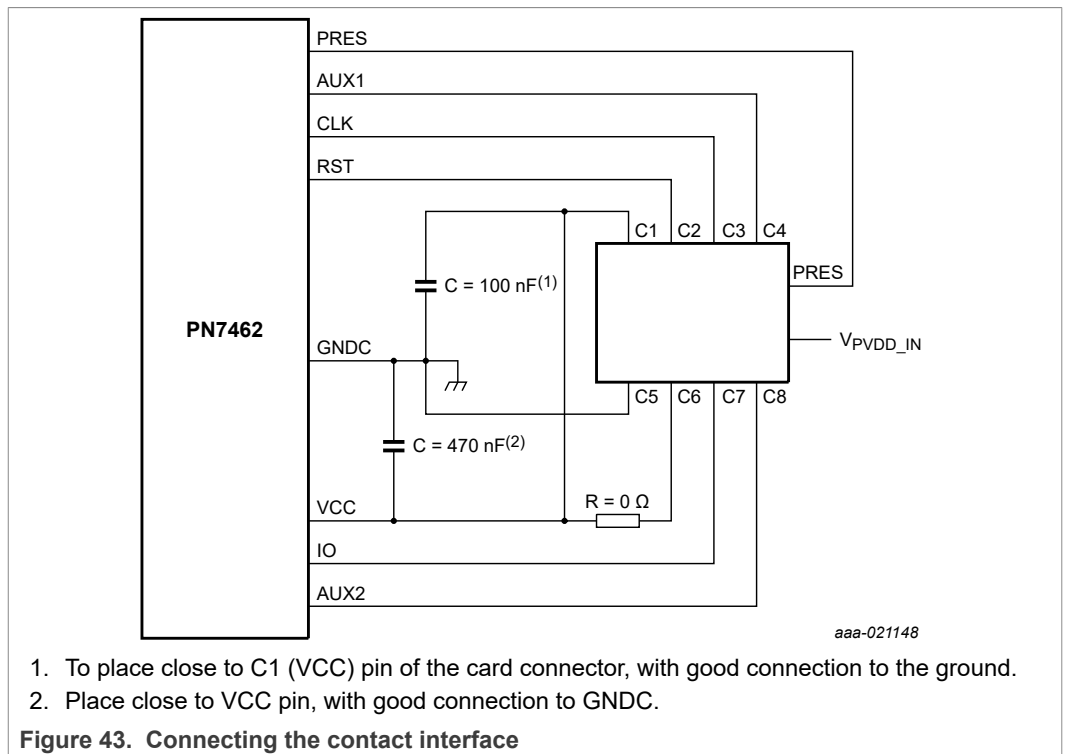 PRES
AUX1
CLK
RST
C1 C2 C3 C4
PRES
C = 100 nF(1)
PN7462
GNDC
VPVDD_IN
C5 C6 C7 C8
C = 470 nF(2)
R = 0 Ω
VCC
IO
AUX2
aaa-021148
1. To place close to C1 (VCC) pin of the card connector, with good connection to the ground.
2. Place close to VCC pin, with good connection to GNDC.
Figure 43. Connecting the contact interface